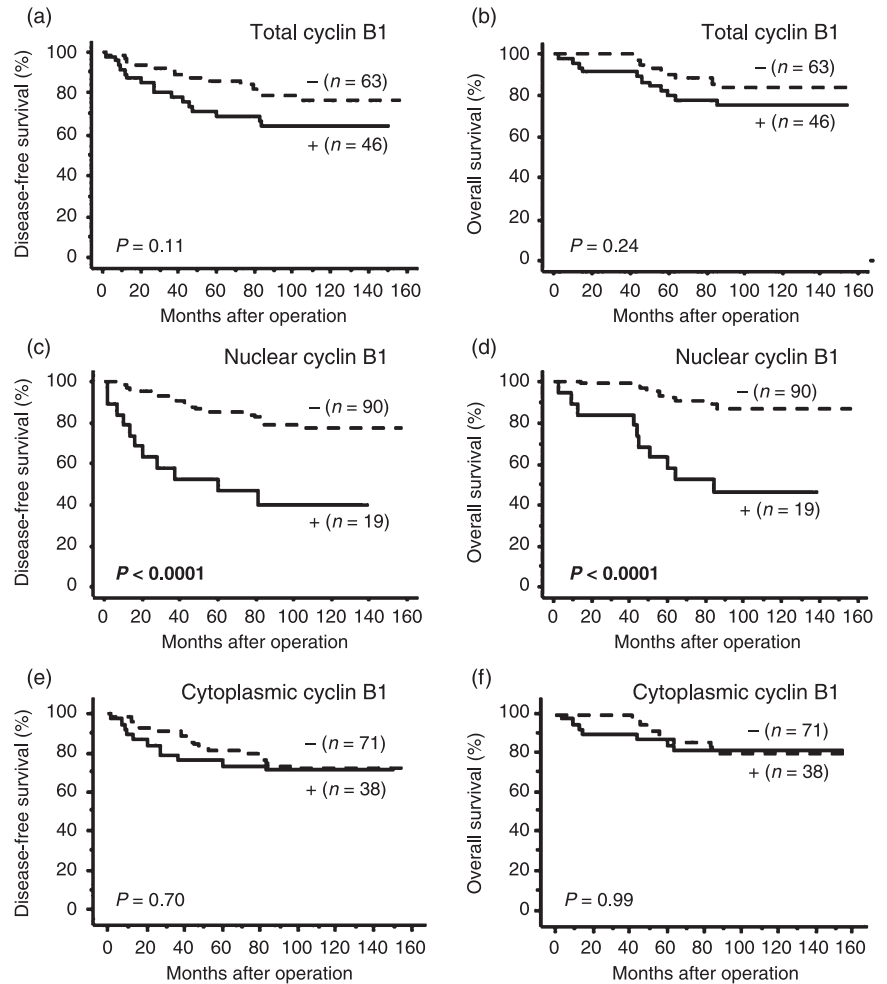 (a)
Total cyclin B1
Disease-free survival (%)
100
80
60
40
20
0
– (n = 63)
+ (n = 46)
P = 0.11
0 20 40 60 80 100 120 140 160
Months after operation
(b)
Total cyclin B1
Overall survival (%)
100
80
60
40
20
0
– (n = 63)
+ (n = 46)
P = 0.24
0 20 40 60 80 100 120 140 160
Months after operation
(c)
Nuclear cyclin B1
Disease-free survival (%)
100
80
60
40
20
0
– (n = 90)
+ (n = 19)
P < 0.0001
0 20 40 60 80 100 120 140 160
Months after operation
(d)
Nuclear cyclin B1
Overall survival (%)
100
80
60
40
20
0
– (n = 90)
+ (n = 19)
P < 0.0001
0 20 40 60 80 100 120 140 160
Months after operation
(e)
Cytoplasmic cyclin B1
Disease-free survival (%)
100
80
60
40
20
0
– (n = 71)
+ (n = 38)
P = 0.70
0 20 40 60 80 100 120 140 160
Months after operation
(f)
Cytoplasmic cyclin B1
Overall survival (%)
100
80
60
40
20
0
– (n = 71)
+ (n = 38)
P = 0.99
0 20 40 60 80 100 120 140 160
Months after operation